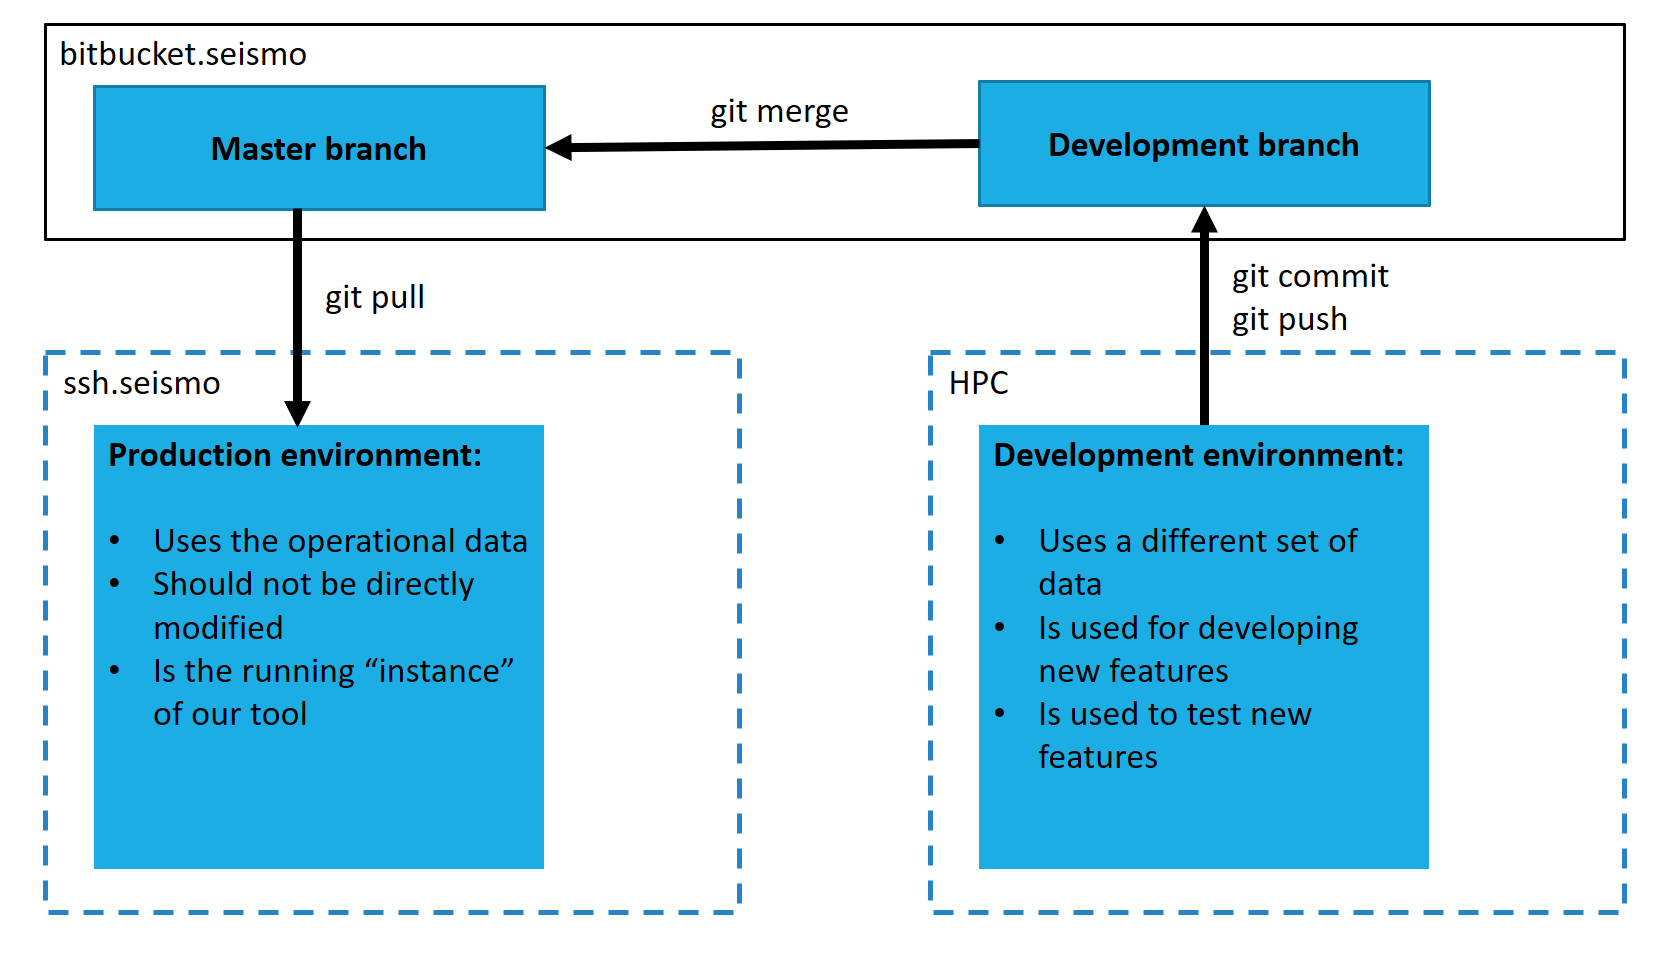 bitbucket.seismo
Master branch
git merge
Development branch
git pull
git commit
git push
ssh.seismo
Production environment:
• Uses the operational data
• Should not be directly
modified
• Is the running “instance”
of our tool
HPC
Development environment:
• Uses a different set of
data
• Is used for developing
new features
• Is used to test new
features